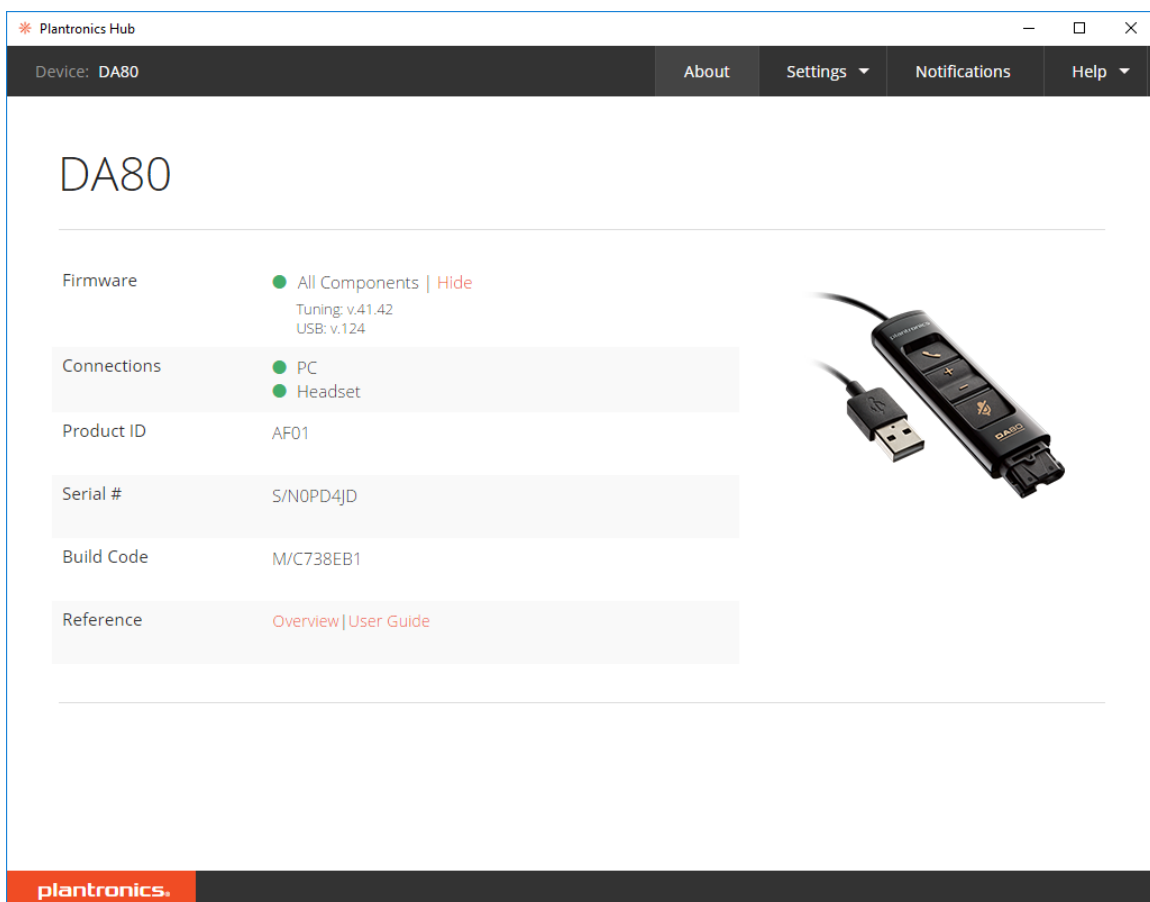 Plantronics Hub
Device: DA80
About
Settings
Notifications
Help
DA80
Firmware
All Components | Hide
Tuning: v.41.42
USB: v.124
Connections
PC
Headset
Product ID
AF01
Serial #
S/N0PD4JD
Build Code
M/C738EB1
Reference
Overview|User Guide
plantronics
DA80
plantronics.